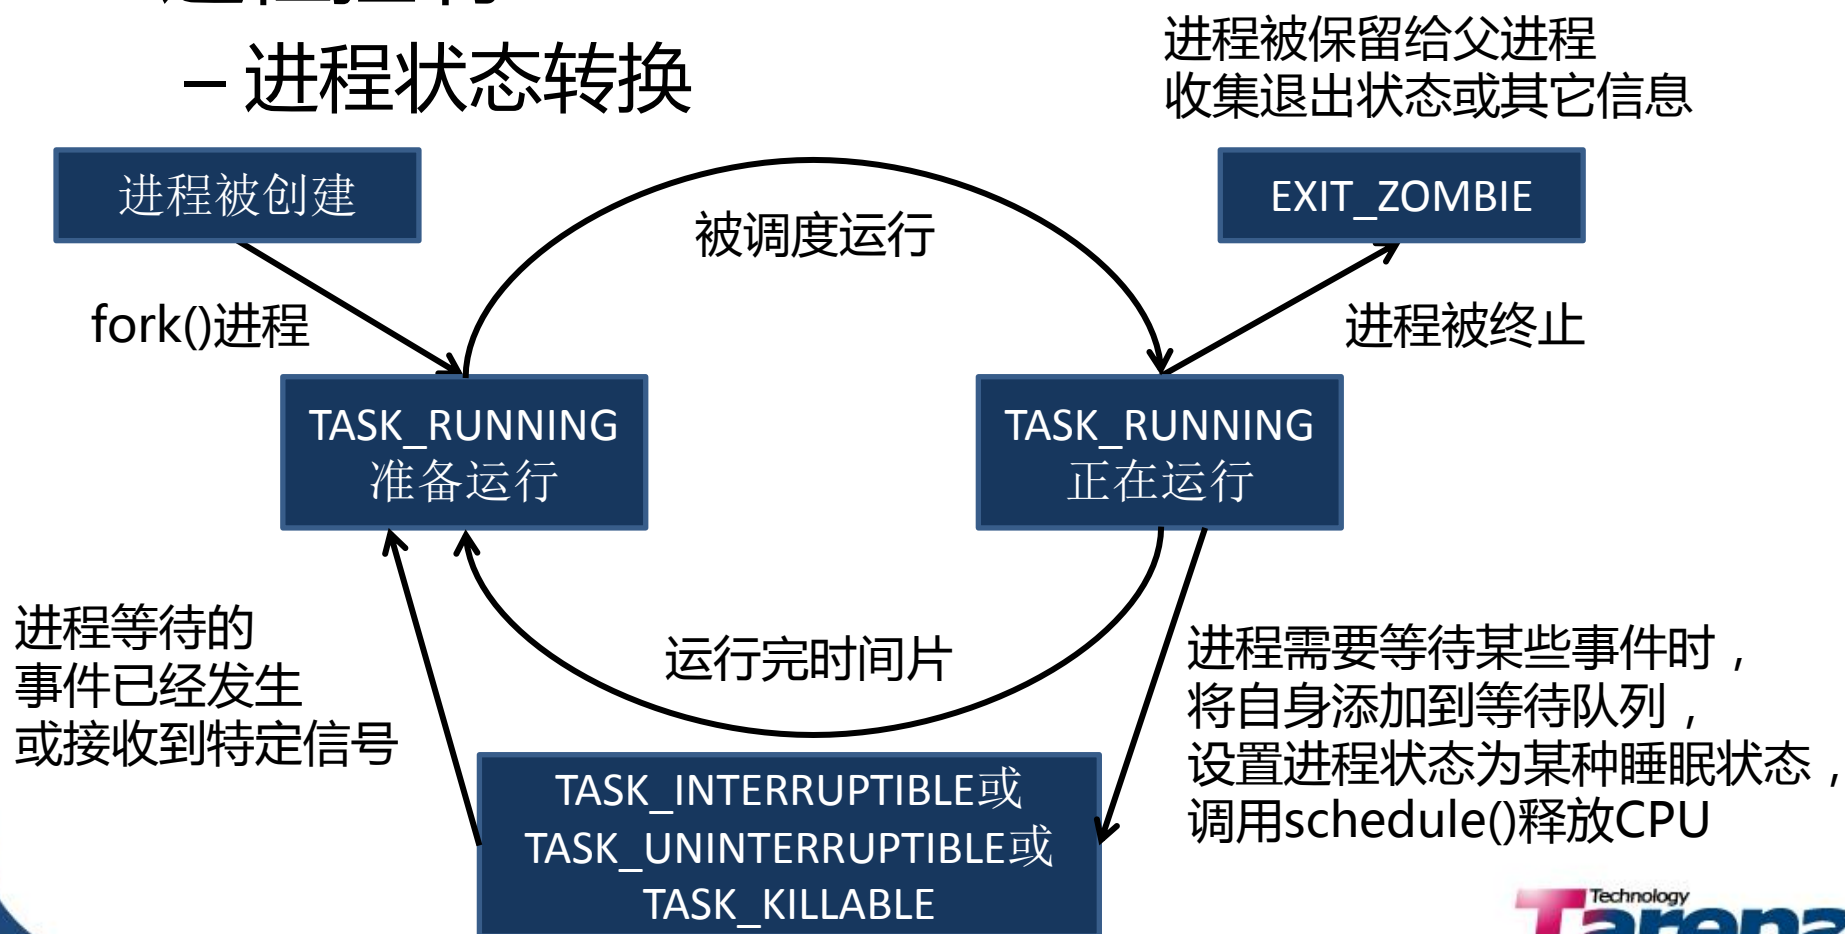 – 进程状态转换
进程被保留给父进程
收集退出状态或其它信息
进程被创建
EXIT_ZOMBIE
被调度运行
fork()进程
进程被终止
TASK_RUNNING
准备运行
TASK_RUNNING
正在运行
进程等待的
事件已经发生
或接收到特定信号
运行完时间片
进程需要等待某些事件时，
将自身添加到等待队列，
设置进程状态为某种睡眠状态，
调用schedule()释放CPU
TASK_INTERRUPTIBLE或
TASK_UNINTERRUPTIBLE或
TASK_KILLABLE
Technology